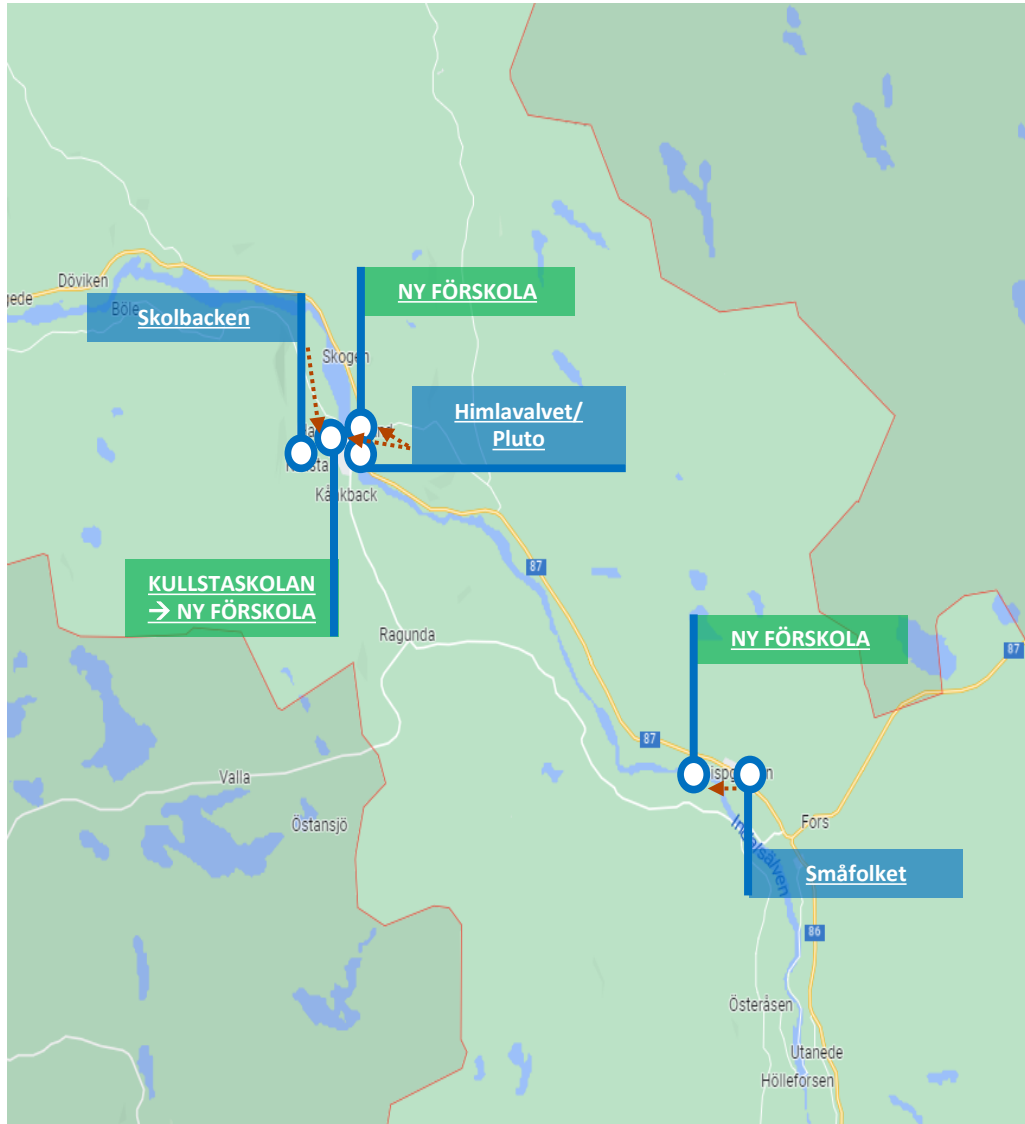 NY FÖRSKOLA
Döviken
Böle
Skolbacken
Skogen
Himlavalvet/
Pluto
Kånkback
KULLSTASKOLAN
→ NY FÖRSKOLA
87
Ragunda
NY FÖRSKOLA
87
87
Valla
Östansjö
Fors
Småfolket
86
Österåsen
Utanede
Hölleforsen